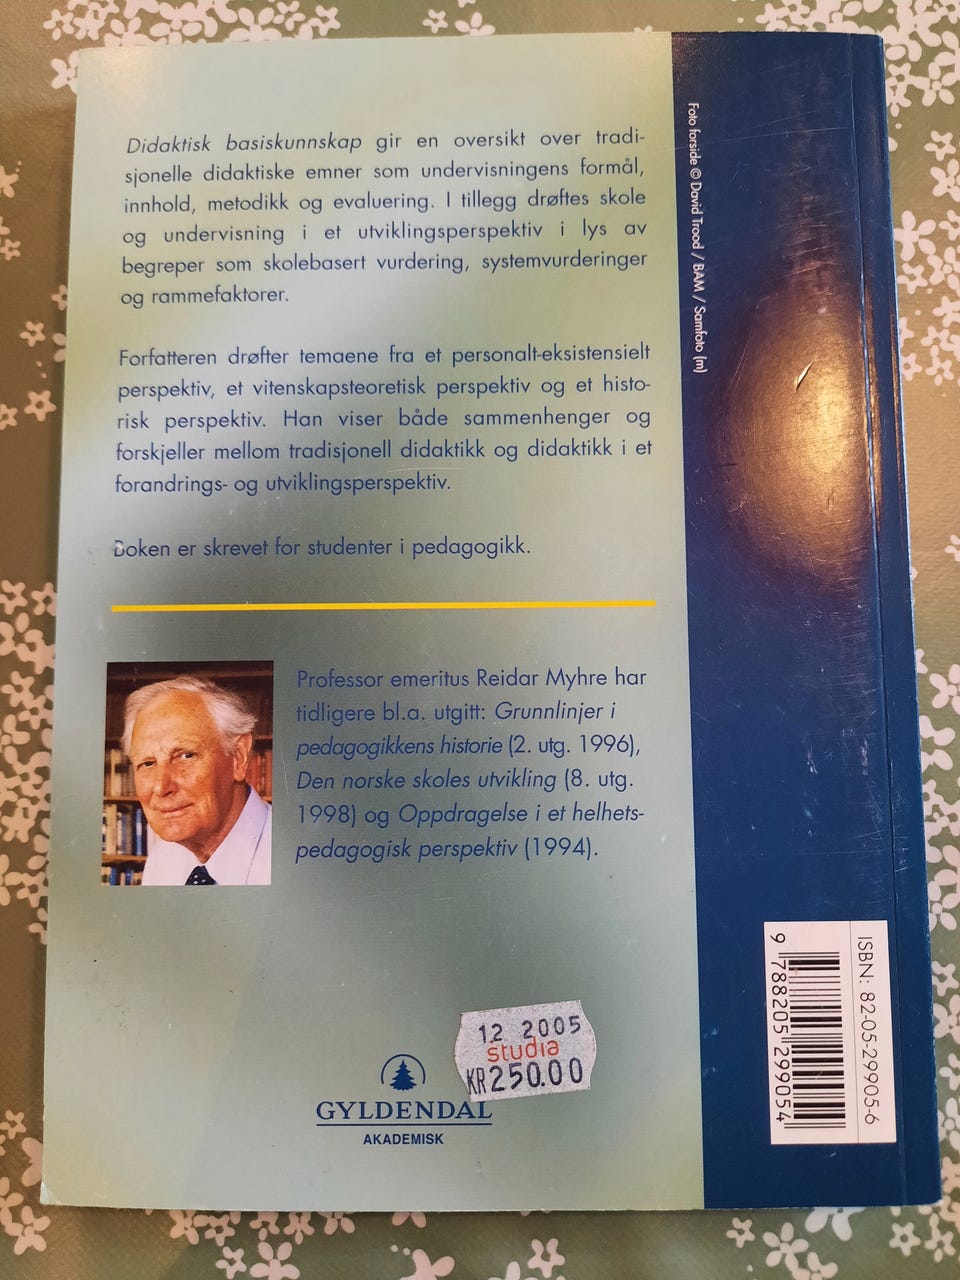 Didaktisk basiskunnskap gir en oversikt over tradi-
sjonelle didaktiske emner som undervisningens formål,
innhold, metodikk og evaluering. I tillegg drøftes skole
og undervisning i et utviklingsperspektiv i lys av
begreper som skolebasert vurdering, systemvurderinger
og rammefaktorer.
Forfatteren drøfter temaene fra et personalt-eksistensielt
perspektiv, et vitenskapsteoretisk perspektiv og et histo-
risk perspektiv. Han viser både sammenhenger og
forskjeller mellom tradisjonell didaktikk og didaktikk i et
forandrings- og utviklingsperspektiv.
Boken er skrevet for studenter i pedagogikk.
Professor emeritus Reidar Myhre har
tidligere bl.a. utgitt: Grunnlinjer i
pedagogikkens historie (2. utg. 1996),
Den norske skoles utvikling (8. utg.
1998) og Oppdragelse i et helhets-
pedagogisk perspektiv (1994).
12 2005
studia
KR250.00
GYLDENDAL
AKADEMISK
Foto forside © David Trood / BAM / Samfoto (m)
ISBN: 82-05-29905-6
9 788205 299054